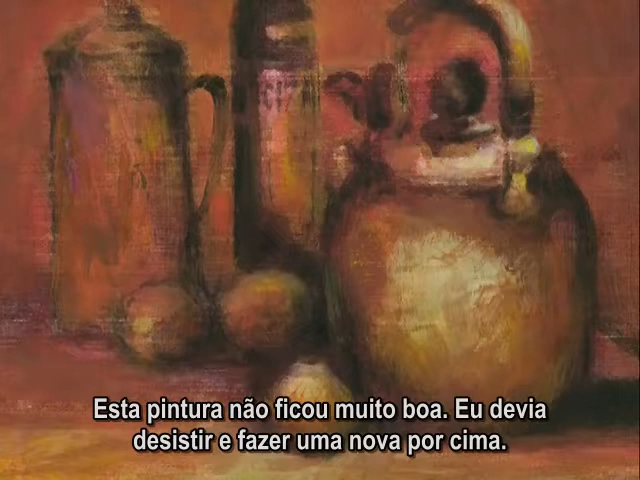 Esta pintura não ficou muito boa. Eu devia
desistir e fazer uma nova por cima.